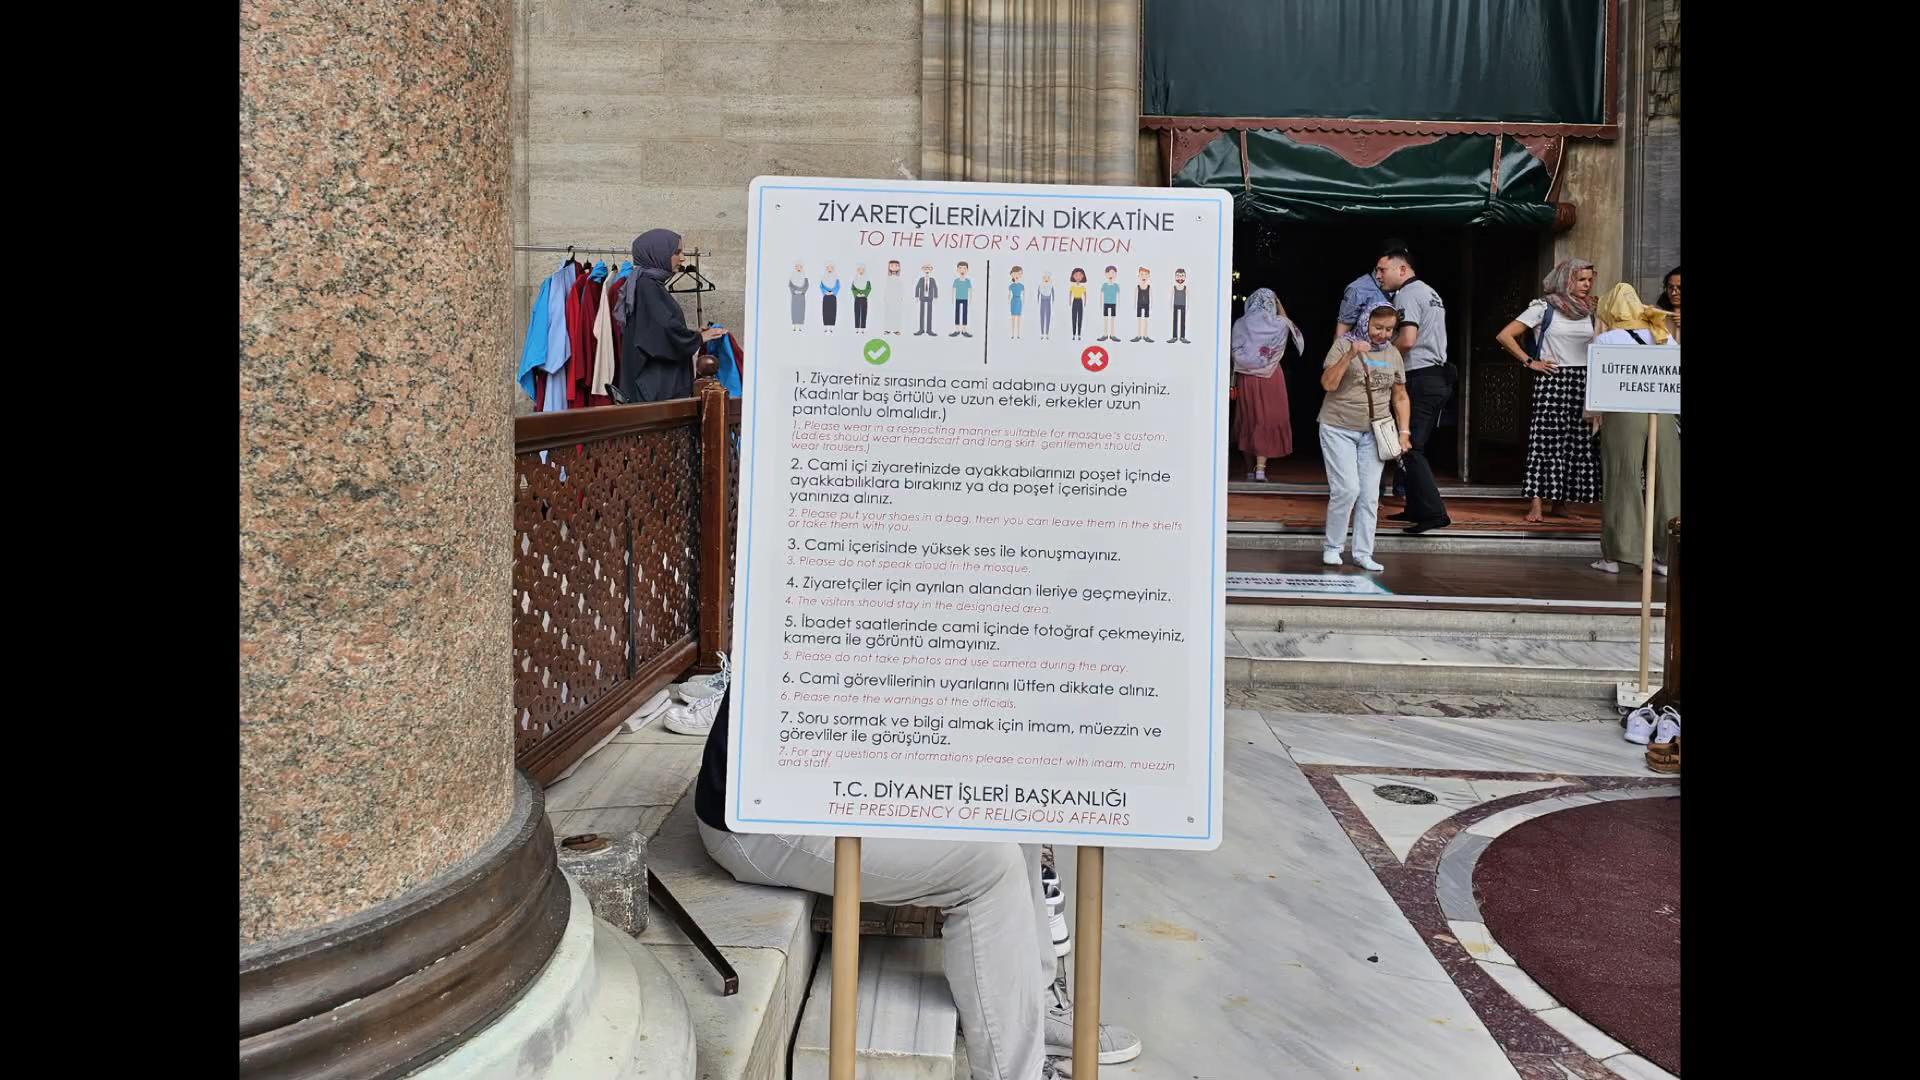 ZİYARETÇİLERİMİZİN DİKKATİNE
TO THE VISITOR'S ATTENTION
1. Ziyaretiniz sırasında cami adabına uygun giyininiz.
(Kadınlar baş örtülü ve uzun etekli, erkekler uzun
pantalonlu olmalıdır.)
1. Please wear in a respecting manner suitable for mosque's custom.
(Ladies should wear headscarf and long skirt, gentlemen should
wear trousers.)
2. Cami içi ziyaretinizde ayakkabılarınızı poşet içinde
ayakkabılıklara bırakınız ya da poşet içerisinde
yanınıza alınız.
2. Please put your shoes in a bag, then you can leave them in the shelfs
or take them with you.
3. Cami içerisinde yüksek ses ile konuşmayınız.
3. Please do not speak aloud in the mosque.
4. Ziyaretçiler için ayrılan alandan ileriye geçmeyiniz.
4. The visitors should stay in the designated area.
5. İbadet saatlerinde cami içinde fotoğraf çekmeyiniz,
kamera ile görüntü almayınız.
5. Please do not take photos and use camera during the pray.
6. Cami görevlilerinin uyarılarını lütfen dikkate alınız.
6. Please note the warnings of the officials.
7. Soru sormak ve bilgi almak için imam, müezzin ve
görevliler ile görüşünüz.
7. For any questions or informations please contact with imam, muezzin
and staff.
T.C. DİYANET İŞLERİ BAŞKANLIĞI
THE PRESIDENCY OF RELIGIOUS AFFAIRS
LÜTFEN AYAKKA
PLEASE TAKE